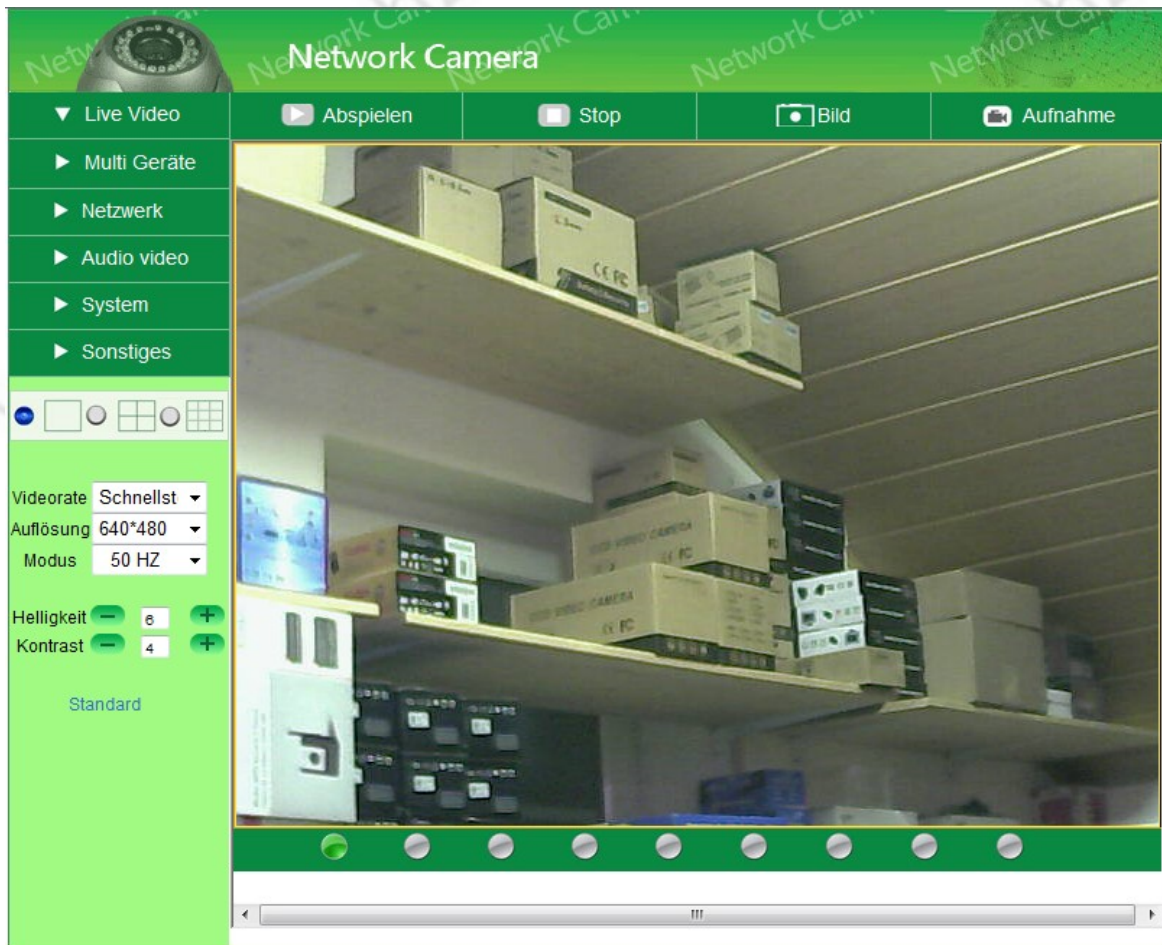 Network Camera
Live Video
Abspielen
Stop
Bild
Aufnahme
Multi Geräte
Netzwerk
Audio video
System
Sonstiges
Videorate Schnellst
Auflösung 640*480
Modus 50 HZ
Helligkeit 6
Kontrast 4
Standard
CE FC
VIDEO CAMERA
CE FC
VIDEO CAMERA
CE FC